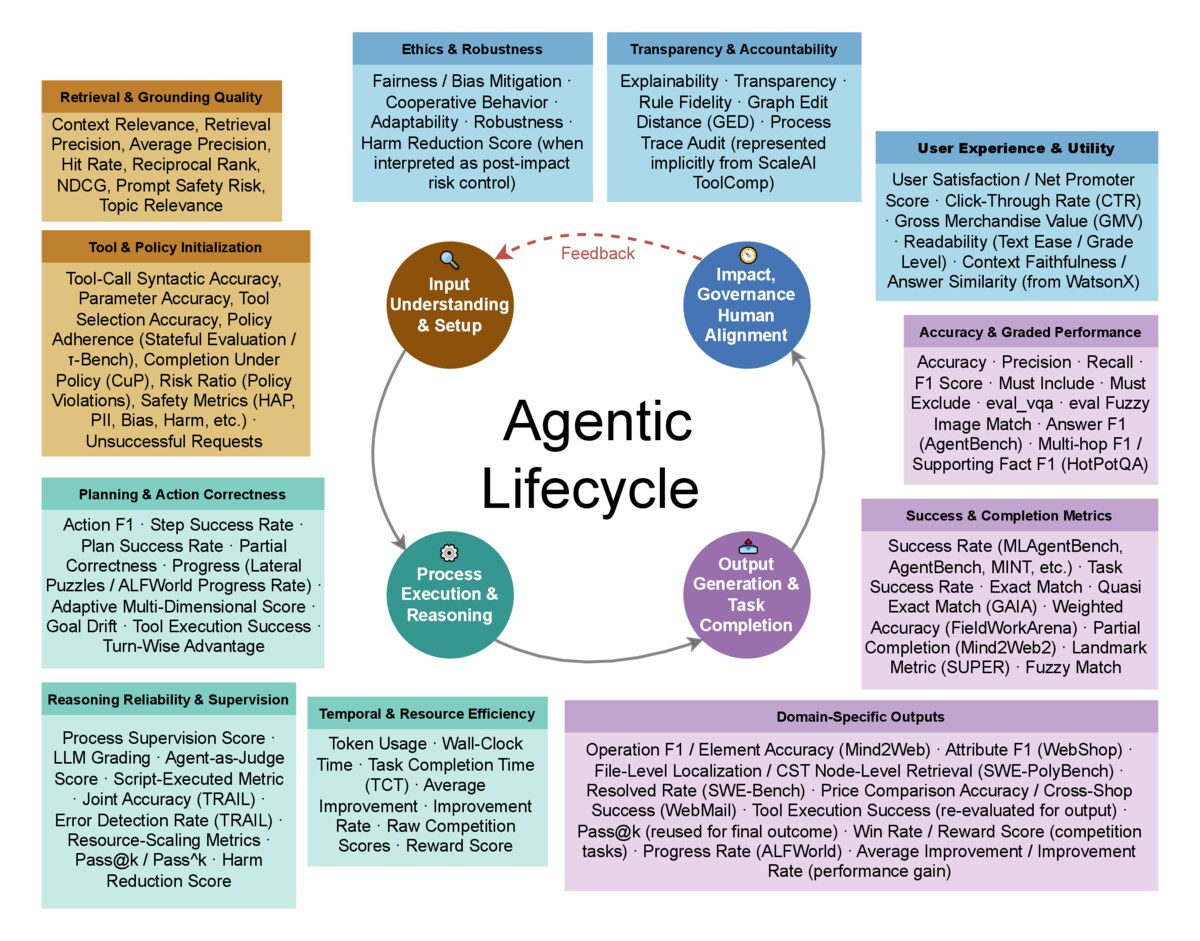 Ethics & Robustness
Fairness / Bias Mitigation ·
Cooperative Behavior ·
Adaptability · Robustness ·
Harm Reduction Score (when
interpreted as post-impact
risk control)
Transparency & Accountability
Explainability · Transparency ·
Rule Fidelity · Graph Edit
Distance (GED) · Process
Trace Audit (represented
implicitly from ScaleAI
ToolComp)
Retrieval & Grounding Quality
Context Relevance, Retrieval
Precision, Average Precision,
Hit Rate, Reciprocal Rank,
NDCG, Prompt Safety Risk,
Topic Relevance
User Experience & Utility
User Satisfaction / Net Promoter
Score · Click-Through Rate (CTR)
· Gross Merchandise Value (GMV)
· Readability (Text Ease / Grade
Level) · Context Faithfulness /
Answer Similarity (from WatsonX)
Tool & Policy Initialization
Tool-Call Syntactic Accuracy,
Parameter Accuracy, Tool
Selection Accuracy, Policy
Adherence (Stateful Evaluation /
τ-Bench), Completion Under
Policy (CuP), Risk Ratio (Policy
Violations), Safety Metrics (HAP,
PII, Bias, Harm, etc.) ·
Unsuccessful Requests
Feedback
Input
Understanding
& Setup
Impact,
Governance
Human
Alignment
Accuracy & Graded Performance
Accuracy · Precision · Recall ·
F1 Score · Must Include · Must
Exclude · eval_vqa · eval Fuzzy
Image Match · Answer F1
(AgentBench) · Multi-hop F1 /
Supporting Fact F1 (HotPotQA)
Agentic
Lifecycle
Planning & Action Correctness
Action F1 · Step Success Rate ·
Plan Success Rate · Partial
Correctness · Progress (Lateral
Puzzles / ALFWorld Progress Rate) ·
Adaptive Multi-Dimensional Score ·
Goal Drift · Tool Execution Success ·
Turn-Wise Advantage
Process
Execution &
Reasoning
Output
Generation &
Task
Completion
Success & Completion Metrics
Success Rate (MLAgentBench,
AgentBench, MINT, etc.) · Task
Success Rate · Exact Match · Quasi
Exact Match (GAIA) · Weighted
Accuracy (FieldWorkArena) · Partial
Completion (Mind2Web2) · Landmark
Metric (SUPER) · Fuzzy Match
Reasoning Reliability & Supervision
Process Supervision Score ·
LLM Grading · Agent-as-Judge
Score · Script-Executed Metric
· Joint Accuracy (TRAIL) ·
Error Detection Rate (TRAIL) ·
Resource-Scaling Metrics ·
Pass@k / Pass^k · Harm
Reduction Score
Temporal & Resource Efficiency
Token Usage · Wall-Clock
Time · Task Completion Time
(TCT) · Average
Improvement · Improvement
Rate · Raw Competition
Scores · Reward Score
Domain-Specific Outputs
Operation F1 / Element Accuracy (Mind2Web) · Attribute F1 (WebShop) ·
File-Level Localization / CST Node-Level Retrieval (SWE-PolyBench) ·
Resolved Rate (SWE-Bench) · Price Comparison Accuracy / Cross-Shop
Success (WebMail) · Tool Execution Success (re-evaluated for output) ·
Pass@k (reused for final outcome) · Win Rate / Reward Score (competition
tasks) · Progress Rate (ALFWorld) · Average Improvement / Improvement
Rate (performance gain)